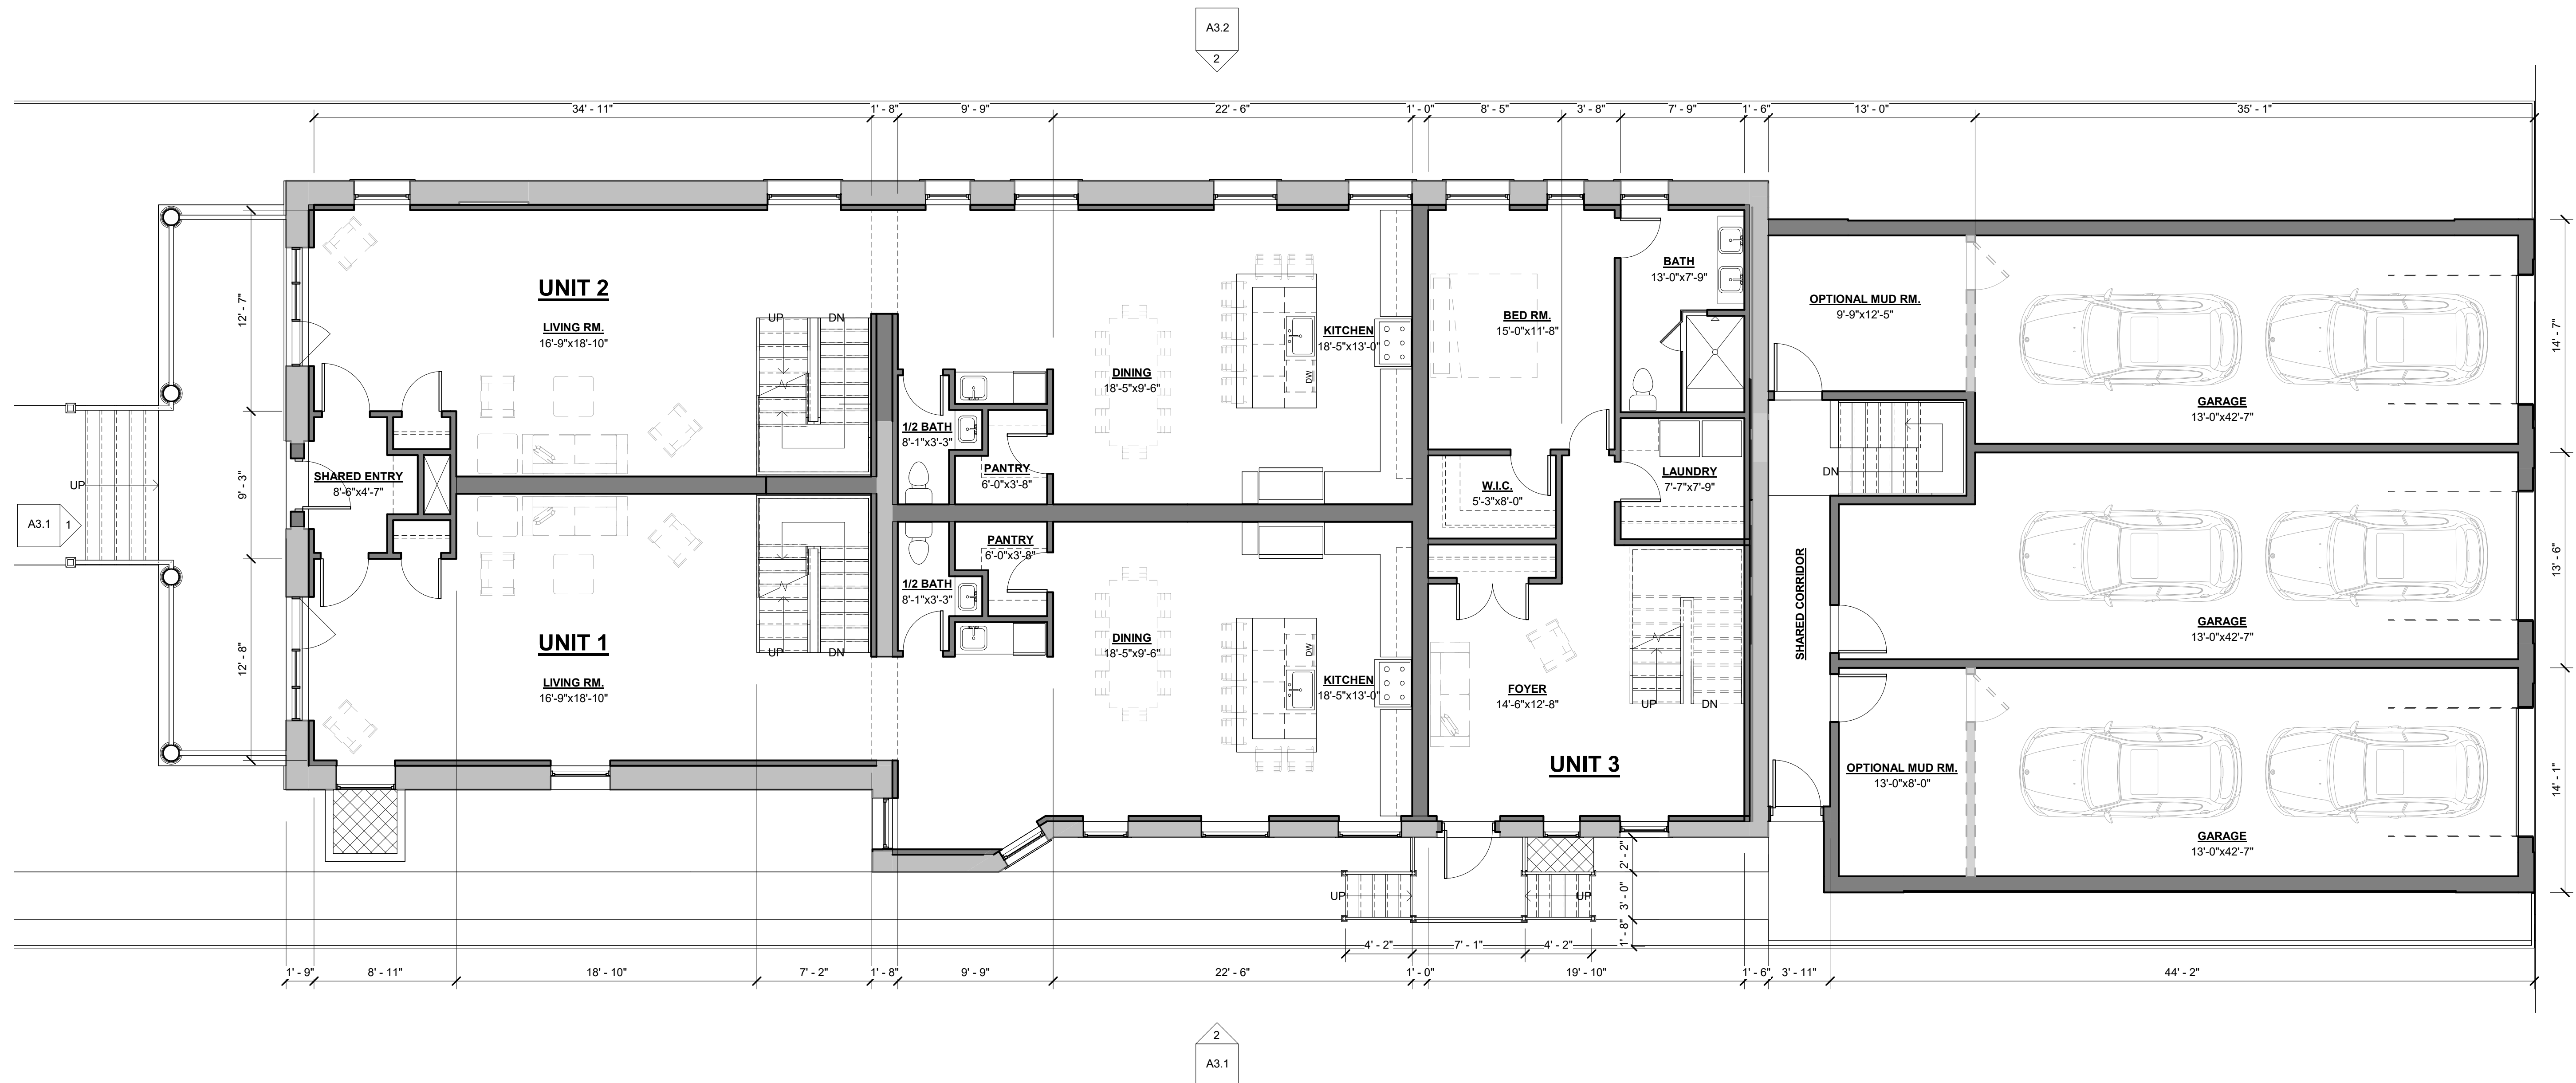 A3.2
2
34' - 11"
1' - 8"
9' - 9"
22' - 6"
1' - 0"
8' - 5"
3' - 8"
7' - 9"
1' - 6"
13' - 0"
35' - 1"
12' - 7"
9' - 3"
12' - 8"
UP
A3.1
1
UNIT 2
LIVING RM.
16'-9"x18'-10"
UP
DN
SHARED ENTRY
8'-6"x4'-7"
1/2 BATH
8'-1"x3'-3"
PANTRY
6'-0"x3'-8"
DINING
18'-5"x9'-6"
KITCHEN
18'-5"x13'-0"
DW
UNIT 1
LIVING RM.
16'-9"x18'-10"
UP
DN
1/2 BATH
8'-1"x3'-3"
PANTRY
6'-0"x3'-8"
DINING
18'-5"x9'-6"
KITCHEN
18'-5"x13'-0"
DW
BED RM.
15'-0"x11'-8"
BATH
13'-0"x7'-9"
W.I.C.
5'-3"x8'-0"
LAUNDRY
7'-7"x7'-9"
FOYER
14'-6"x12'-8"
UP
DN
UNIT 3
OPTIONAL MUD RM.
9'-9"x12'-5"
GARAGE
13'-0"x42'-7"
DN
SHARED CORRIDOR
GARAGE
13'-0"x42'-7"
OPTIONAL MUD RM.
13'-0"x8'-0"
GARAGE
13'-0"x42'-7"
14' - 7"
13' - 6"
14' - 1"
UP
UP
2' - 2"
3' - 0"
1' - 8"
4' - 2"
7' - 1"
4' - 2"
1' - 9"
8' - 11"
18' - 10"
7' - 2"
1' - 8"
9' - 9"
22' - 6"
1' - 0"
19' - 10"
1' - 6"
3' - 11"
44' - 2"
2
A3.1